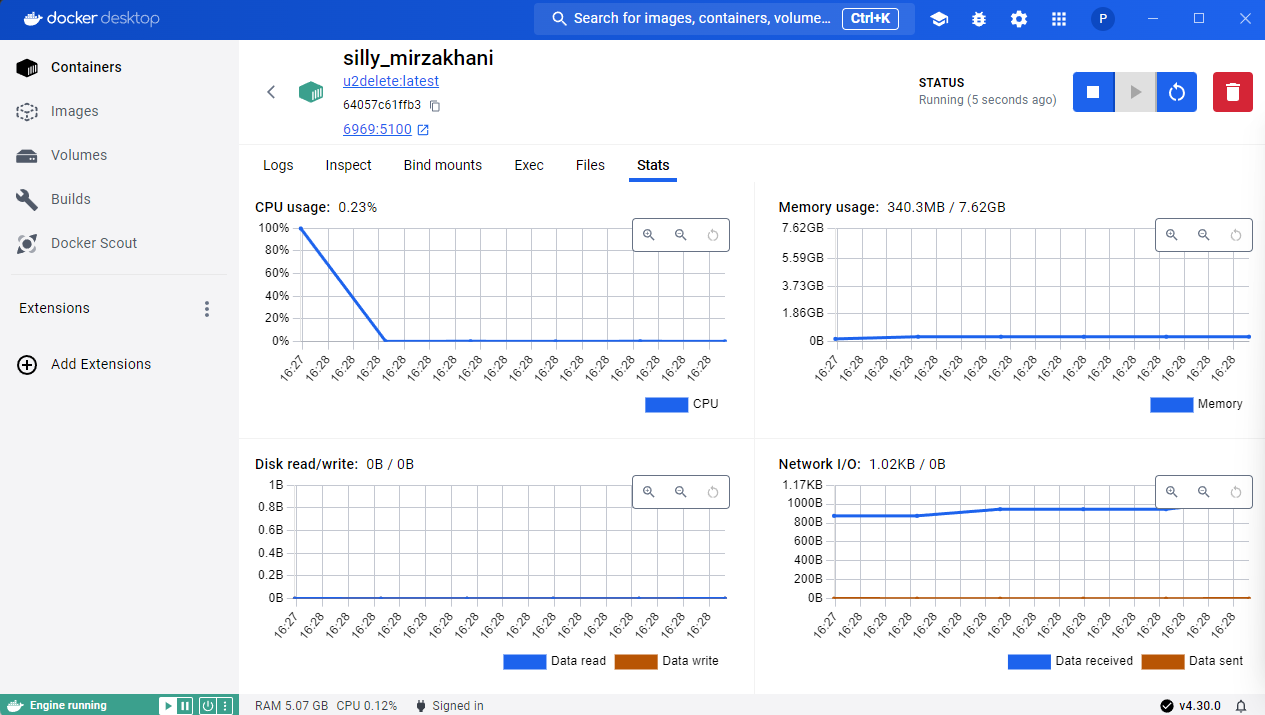 docker desktop
Search for images, containers, volume... Ctrl+K
P
Containers
Images
Volumes
Builds
Docker Scout
Extensions
Add Extensions
silly_mirzakhani
u2delete:latest
64057c61ffb3
6969:5100
STATUS
Running (5 seconds ago)
Logs Inspect Bind mounts Exec Files Stats
CPU usage: 0.23%
100%
80%
60%
40%
20%
0%
16:27 16:28 16:28 16:28 16:28 16:28 16:28 16:28 16:28 16:28 16:28 16:28 16:28 16:28 16:28 16:28 16:28
CPU
Memory usage: 340.3MB / 7.62GB
7.62GB
5.59GB
3.73GB
1.86GB
0B
16:27 16:28 16:28 16:28 16:28 16:28 16:28 16:28 16:28 16:28 16:28 16:28 16:28 16:28 16:28 16:28 16:28
Memory
Disk read/write: 0B / 0B
1B
0.8B
0.6B
0.4B
0.2B
0B
16:27 16:28 16:28 16:28 16:28 16:28 16:28 16:28 16:28 16:28 16:28 16:28 16:28 16:28 16:28 16:28 16:28
Data read Data write
Network I/O: 1.02KB / 0B
1.17KB
1000B
800B
600B
400B
200B
0B
16:27 16:28 16:28 16:28 16:28 16:28 16:28 16:28 16:28 16:28 16:28 16:28 16:28 16:28 16:28 16:28 16:28
Data received Data sent
Engine running
RAM 5.07 GB CPU 0.12% Signed in
v4.30.0